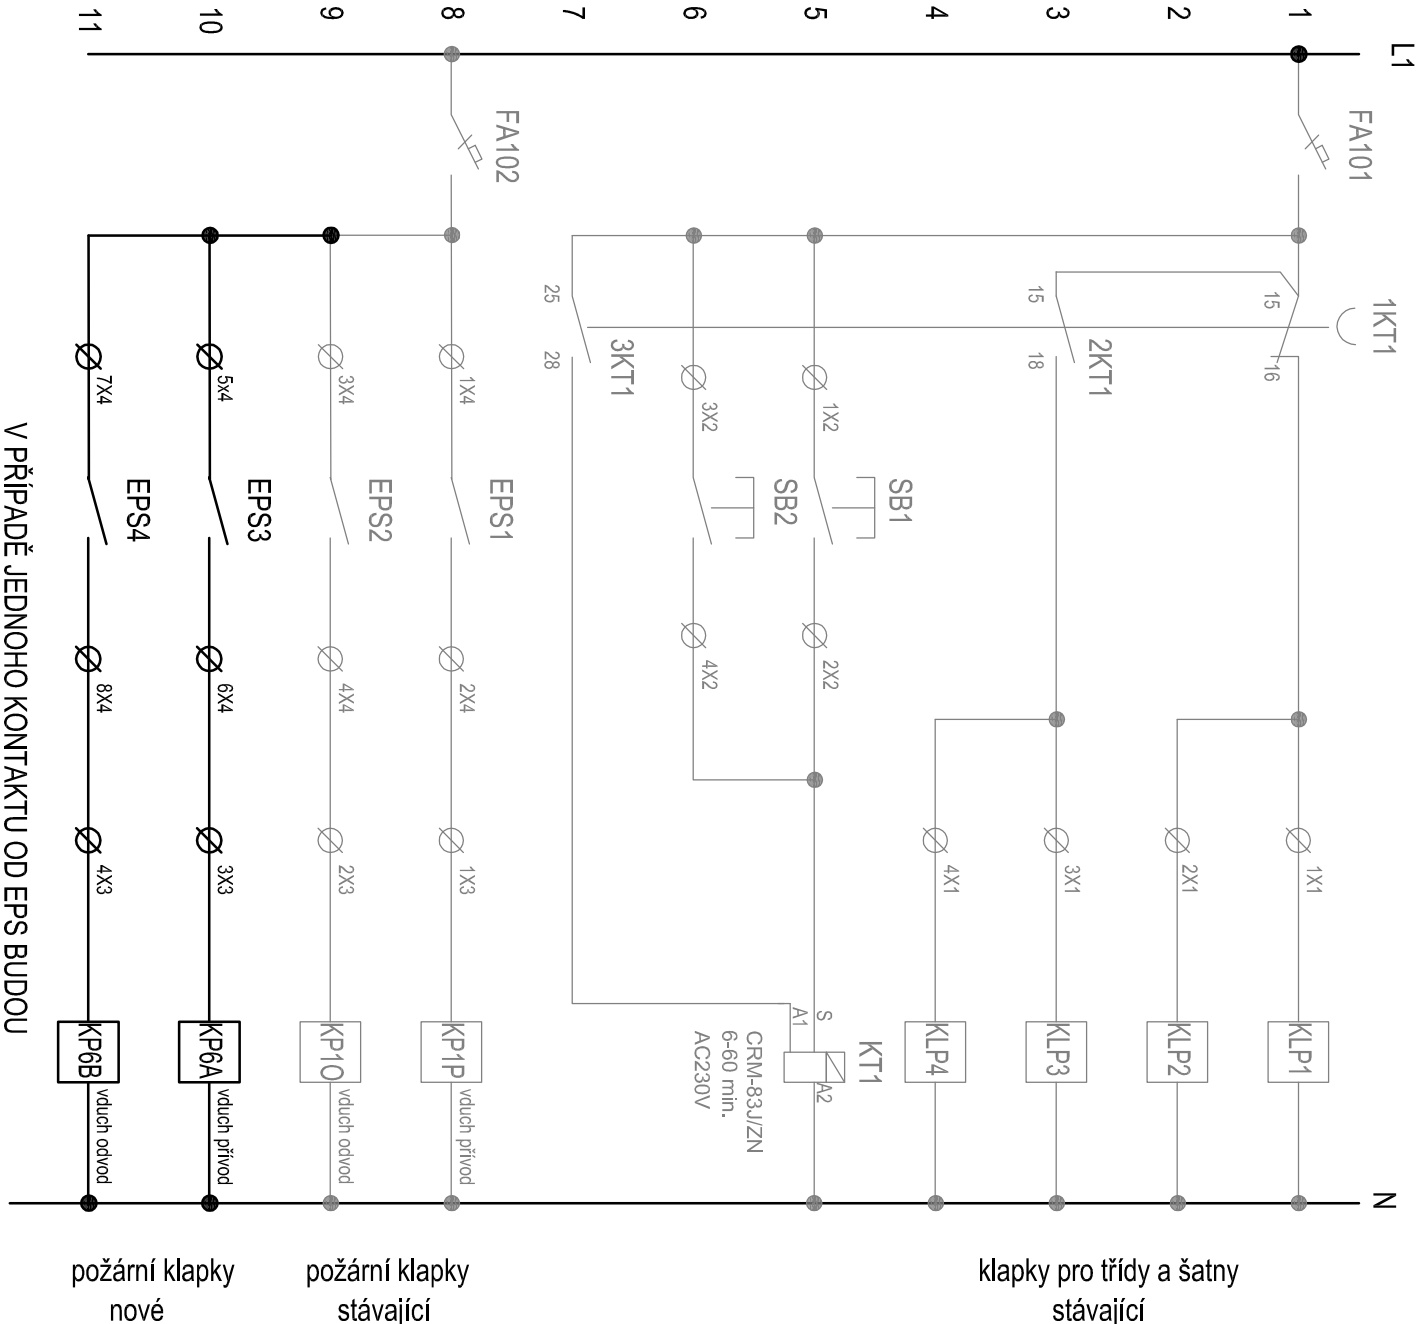 L1
N
1
2
3
4
5
6
7
8
9
10
11
FA101
FA102
1KT1
15
16
2KT1
15
18
3KT1
25
28
1X2
3X2
SB1
SB2
2X2
4X2
1X1
2X1
3X1
4X1
KLP1
KLP2
KLP3
KLP4
KT1
S
A1
A2
CRM-83J/ZN
6-60 min.
AC230V
1X4
3X4
5x4
7X4
EPS1
EPS2
EPS3
EPS4
2X4
4X4
6X4
8X4
1X3
2X3
3X3
4X3
KP1P
vduch přívod
KP1O
vduch odvod
KP6A
vduch přívod
KP6B
vduch odvod
V PŘÍPADĚ JEDNOHO KONTAKTU OD EPS BUDOU
požární klapky
nové
požární klapky
stávající
klapky pro třídy a šatny
stávající